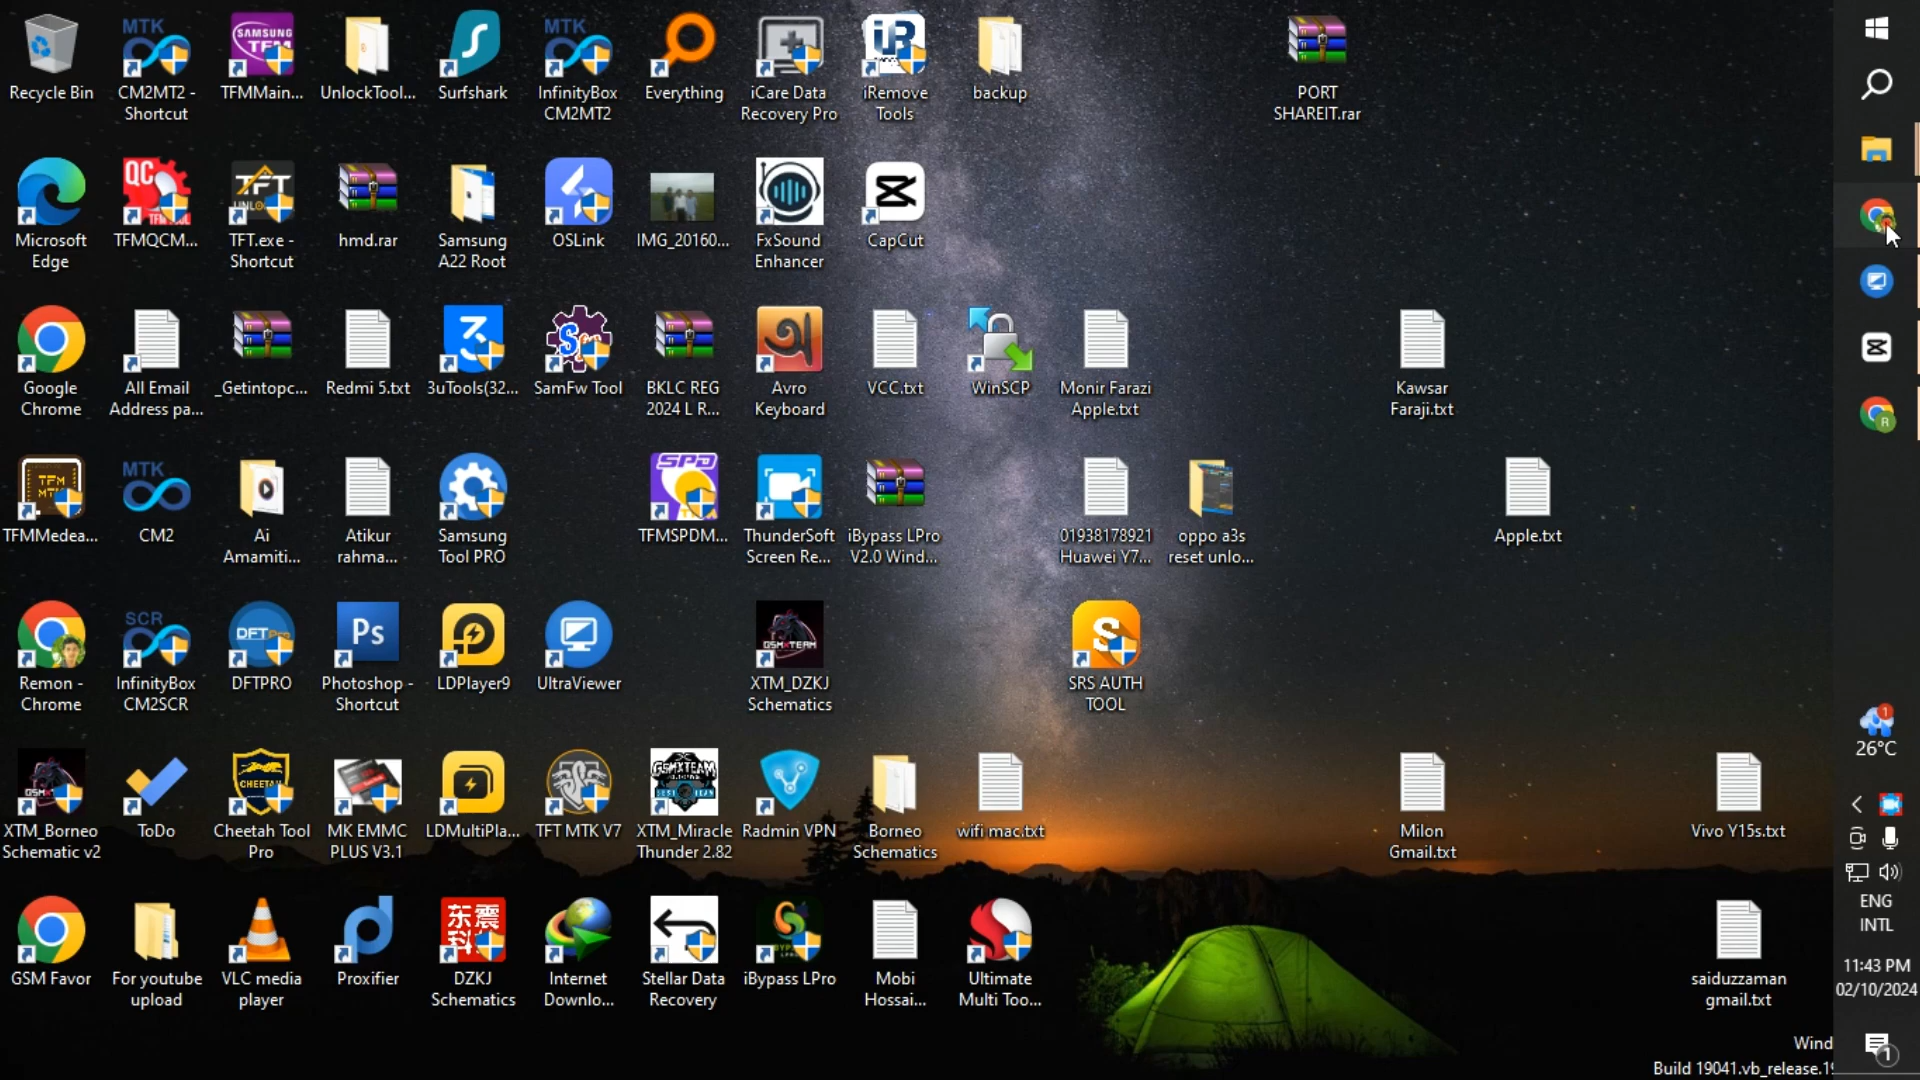 Recycle Bin
CM2MT2 -
Shortcut
TFMMain...
UnlockTool...
Surfshark
InfinityBox
CM2MT2
Everything
iCare Data
Recovery Pro
iRemove
Tools
backup
PORT
SHAREIT.rar
Microsoft
Edge
TFMQCM...
TFT.exe -
Shortcut
hmd.rar
Samsung
A22 Root
OSLink
IMG_20160...
FxSound
Enhancer
CapCut
Google
Chrome
All Email
Address pa...
_Getintopc...
Redmi 5.txt
3uTools(32...
SamFw Tool
BKLC REG
2024 L R...
Avro
Keyboard
VCC.txt
WinSCP
Monir Farazi
Apple.txt
Kawsar
Faraji.txt
TFMMedea...
CM2
Ai
Amamiti...
Atikur
rahma...
Samsung
Tool PRO
TFMSPDM...
ThunderSoft
Screen Re...
iBypass LPro
V2.0 Wind...
01938178921
Huawei Y7...
oppo a3s
reset unlo...
Apple.txt
Remon -
Chrome
InfinityBox
CM2SCR
DFTPRO
Photoshop -
Shortcut
LDPlayer9
UltraViewer
XTM_DZKJ
Schematics
SRS AUTH
TOOL
XTM_Borneo
Schematic v2
ToDo
Cheetah Tool
Pro
MK EMMC
PLUS V3.1
LDMultiPla...
TFT MTK V7
XTM_Miracle
Thunder 2.82
Radmin VPN
Borneo
Schematics
wifi mac.txt
Milon
Gmail.txt
Vivo Y15s.txt
GSM Favor
For youtube
upload
VLC media
player
Proxifier
DZKJ
Schematics
Internet
Downlo...
Stellar Data
Recovery
iBypass LPro
Mobi
Hossai...
Ultimate
Multi Too...
saiduzzaman
gmail.txt
26°C
ENG
INTL
11:43 PM
02/10/2024
Wind
Build 19041.vb_release.19